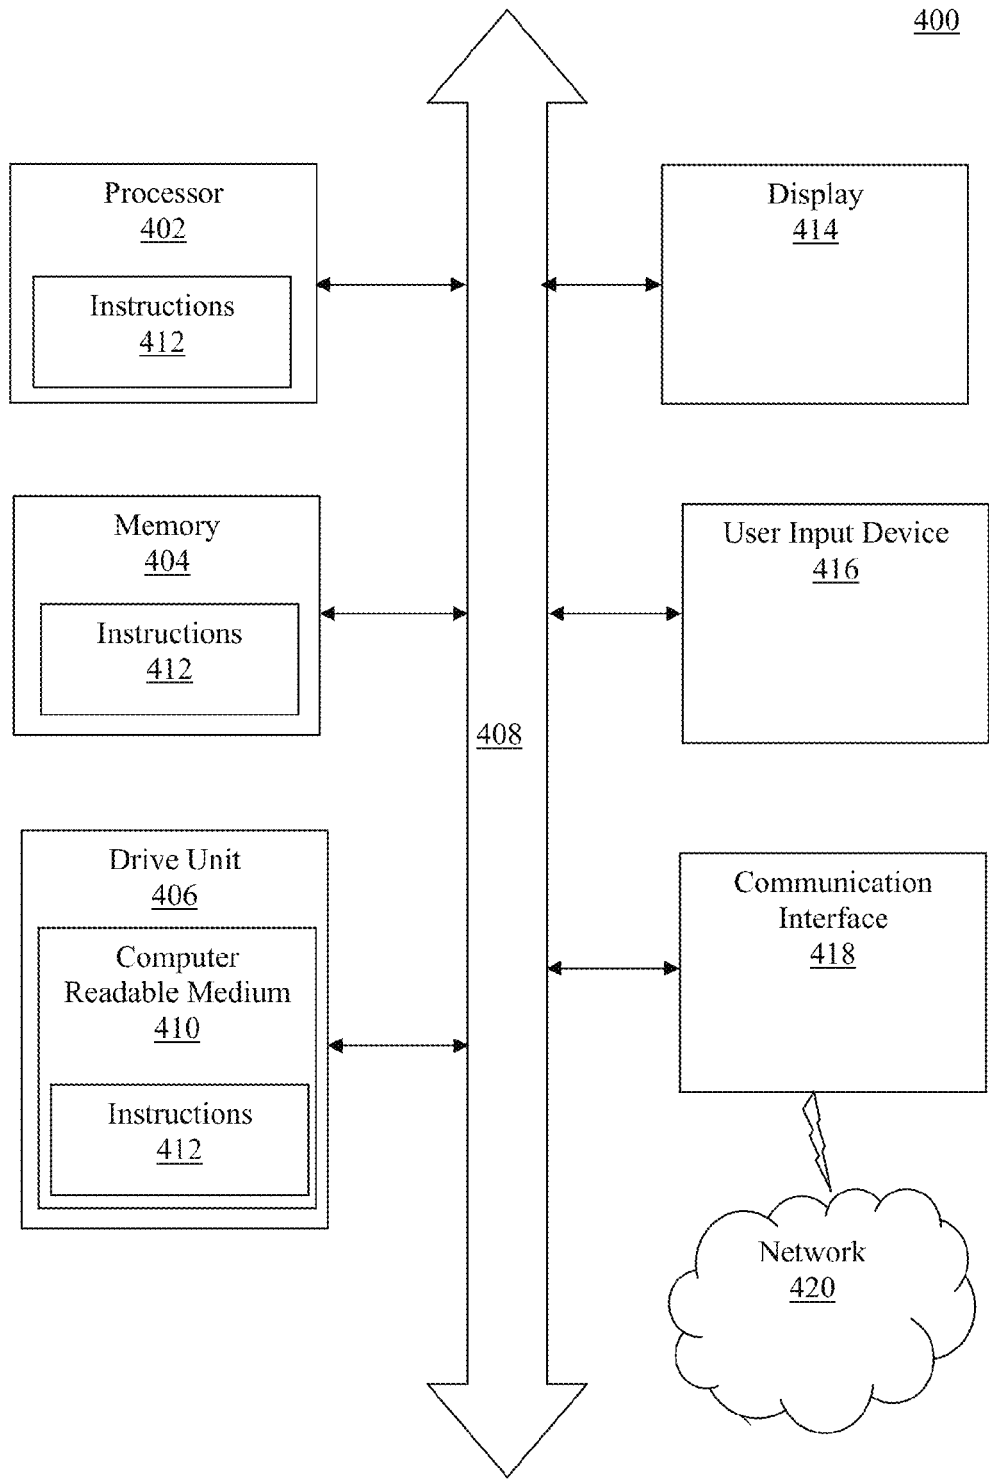 400
Processor
402
Instructions
412
Display
414
Memory
404
Instructions
412
User Input Device
416
408
Drive Unit
406
Computer
Readable Medium
410
Instructions
412
Communication
Interface
418
Network
420